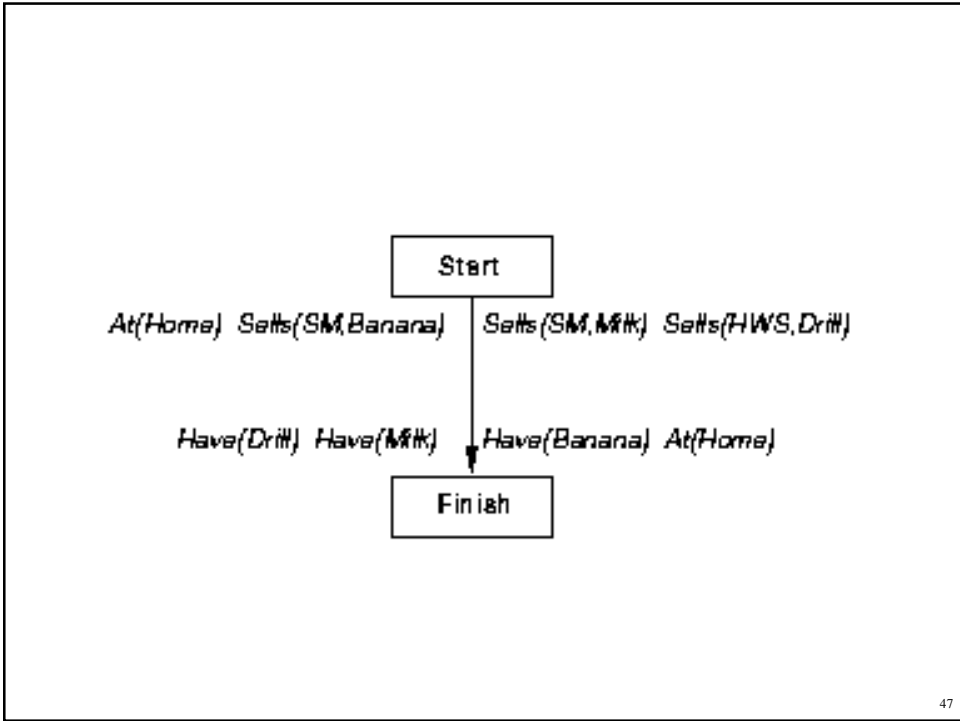 Start
At(Home) Sells(SM,Banana) Sells(SM,Milk) Sells(HWS,Drill)
Have(Drill) Have(Milk) Have(Banana) At(Home)
Finish
47